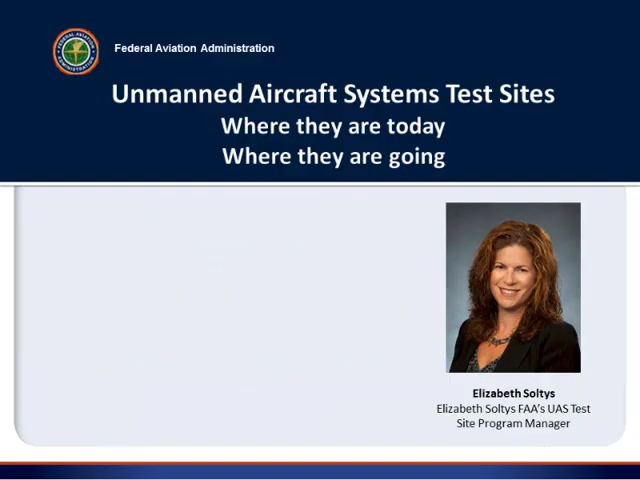 Federal Aviation Administration
Unmanned Aircraft Systems Test Sites
Where they are today
Where they are going
Elizabeth Soltys
Elizabeth Soltys FAA's UAS Test
Site Program Manager